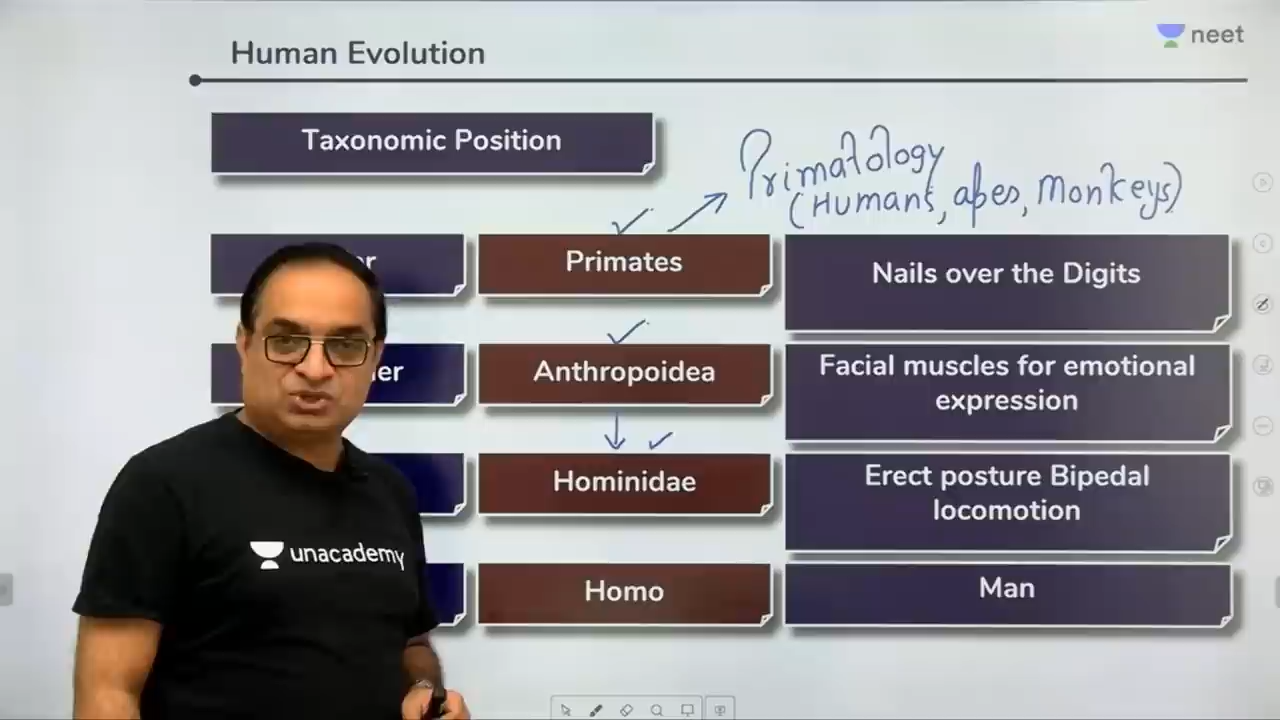 Human Evolution
neet
Taxonomic Position
Primatology
(Humans, apes, Monkeys)
Primates
Nails over the Digits
Anthropoidea
Facial muscles for emotional
expression
Hominidae
Erect posture Bipedal
locomotion
Homo
Man
unacademy